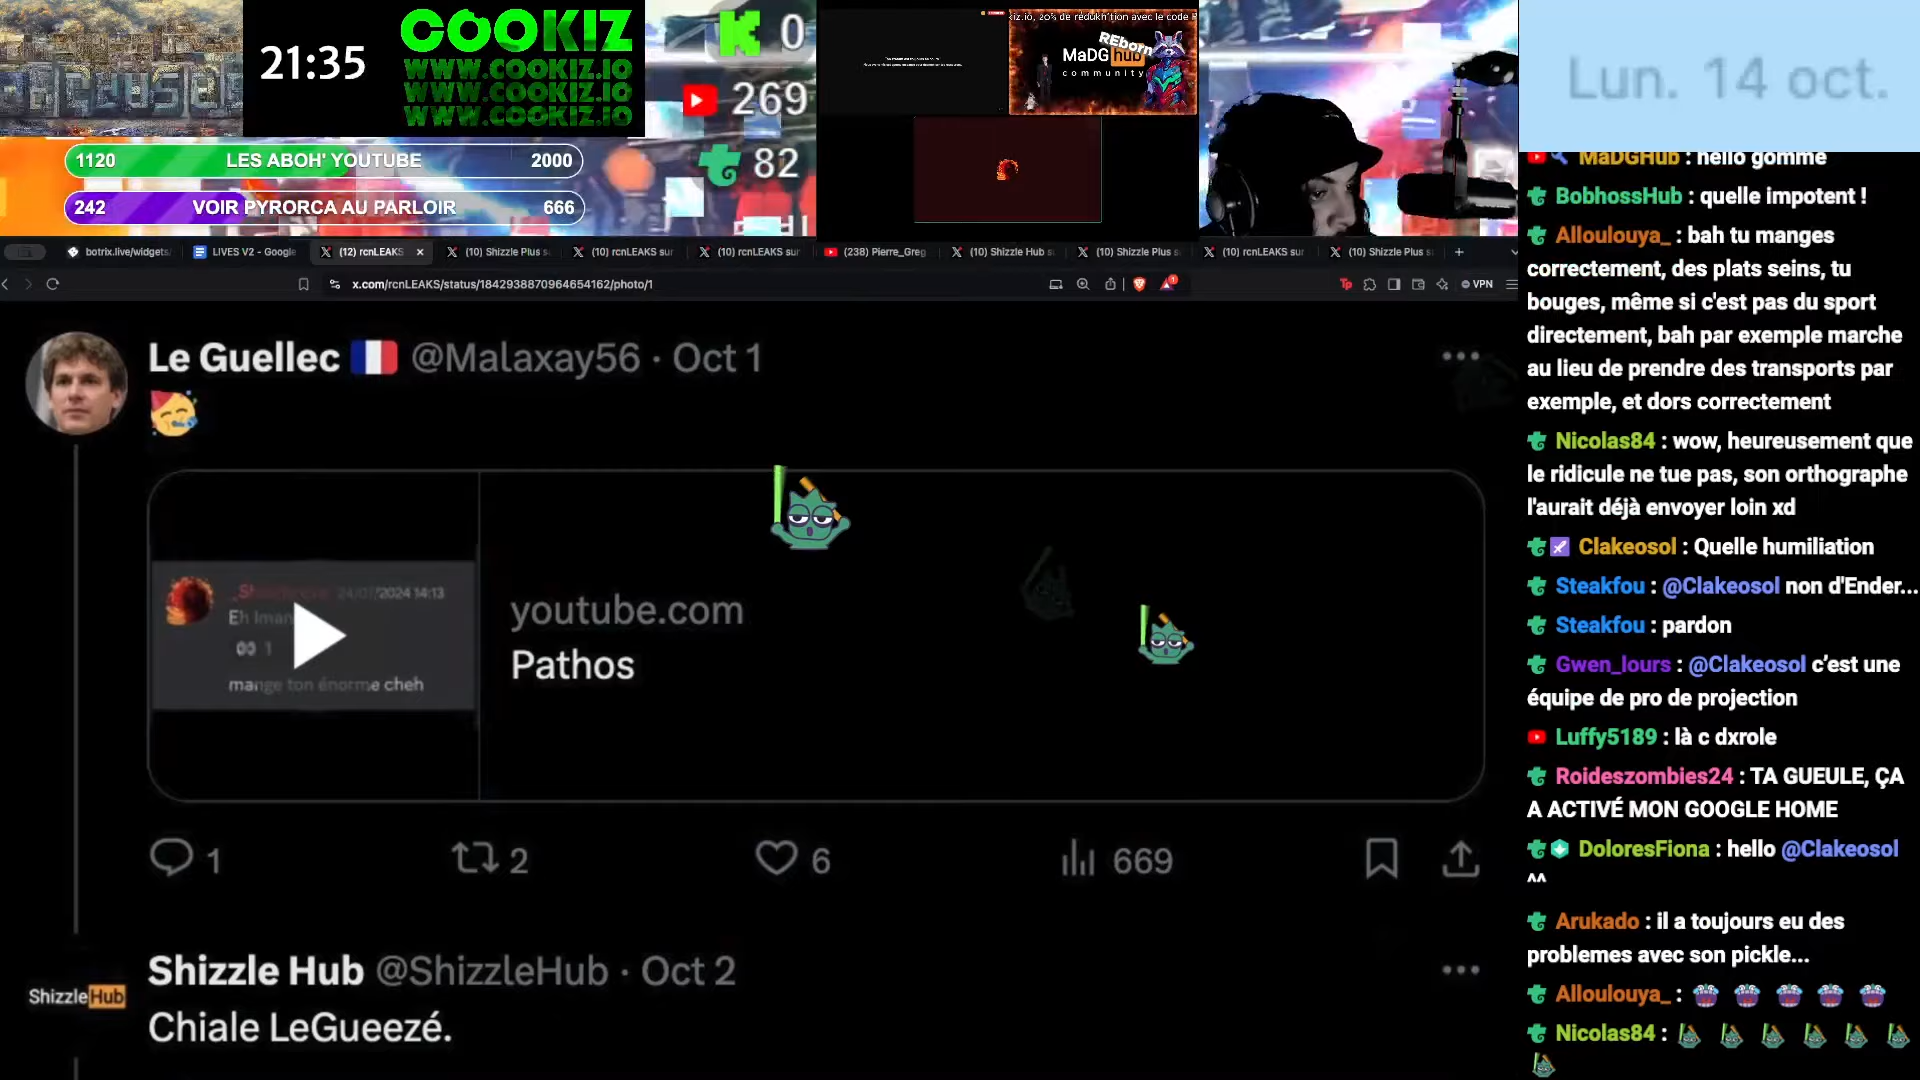 21:35
COOKIZ
WWW.COOKIZ.IO
WWW.COOKIZ.IO
WWW.COOKIZ.IO
0
269
82
1120 LES ABOH' YOUTUBE 2000
242 VOIR PYRORCA AU PARLOIR 666
kiz.io, 20% de redukh'tion avec le code
REborn
MaDG hub
community
Lun. 14 oct.
botrix.live/widgets/
LIVES V2 - Google
(12) rcnLEAKS
(10) Shizzle Plus s
(10) rcnLEAKS sur
(10) rcnLEAKS sur
(238) Pierre_Greg
(10) Shizzle Hub s
(10) Shizzle Plus s
(10) rcnLEAKS sur
(10) Shizzle Plus s
x.com/rcnLEAKS/status/1842938870964654162/photo/1
VPN
Le Guellec 🇫🇷 @Malaxay56 · Oct 1
🥳
24/07/2024 14:13
Eh Iman
1
mange ton énorme cheh
youtube.com
Pathos
1
2
6
669
Shizzle Hub @ShizzleHub · Oct 2
ShizzleHub
Chiale LeGueezé.
MaDGHub : hello gomme
BobhossHub : quelle impotent !
Alloulouya_ : bah tu manges
correctement, des plats seins, tu
bouges, même si c'est pas du sport
directement, bah par exemple marche
au lieu de prendre des transports par
exemple, et dors correctement
Nicolas84 : wow, heureusement que
le ridicule ne tue pas, son orthographe
l'aurait déjà envoyer loin xd
Clakeosol : Quelle humiliation
Steakfou : @Clakeosol non d'Ender...
Steakfou : pardon
Gwen_lours : @Clakeosol c’est une
équipe de pro de projection
Luffy5189 : là c dxrole
Roideszombies24 : TA GUEULE, ÇA
A ACTIVÉ MON GOOGLE HOME
DoloresFiona : hello @Clakeosol
^^
Arukado : il a toujours eu des
problemes avec son pickle...
Alloulouya_ :
Nicolas84 :